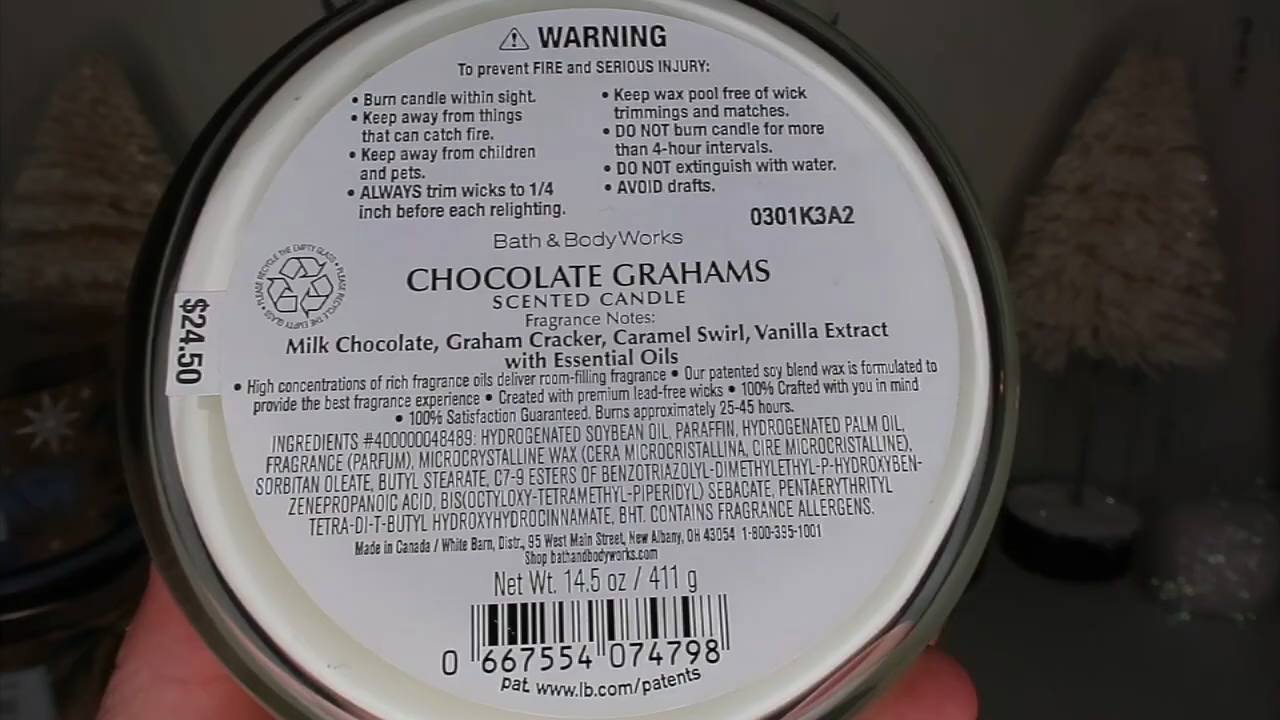 WARNING
To prevent FIRE and SERIOUS INJURY:
• Burn candle within sight.
• Keep away from things
that can catch fire.
• Keep away from children
and pets.
• ALWAYS trim wicks to 1/4
inch before each relighting.
• Keep wax pool free of wick
trimmings and matches.
• DO NOT burn candle for more
than 4-hour intervals.
• DO NOT extinguish with water.
• AVOID drafts.
0301K3A2
Bath & Body Works
CHOCOLATE GRAHAMS
SCENTED CANDLE
Fragrance Notes:
Milk Chocolate, Graham Cracker, Caramel Swirl, Vanilla Extract
with Essential Oils
• High concentrations of rich fragrance oils deliver room-filling fragrance • Our patented soy blend wax is formulated to
provide the best fragrance experience • Created with premium lead-free wicks • 100% Crafted with you in mind
• 100% Satisfaction Guaranteed. Burns approximately 25-45 hours.
INGREDIENTS #400000048489: HYDROGENATED SOYBEAN OIL, PARAFFIN, HYDROGENATED PALM OIL,
FRAGRANCE (PARFUM), MICROCRYSTALLINE WAX (CERA MICROCRISTALLINA, CIRE MICROCRISTALLINE),
SORBITAN OLEATE, BUTYL STEARATE, C7-9 ESTERS OF BENZOTRIAZOLYL-DIMETHYLETHYL-P-HYDROXYBEN-
ZENEPROPANOIC ACID, BIS(OCTYLOXY-TETRAMETHYL-PIPERIDYL) SEBACATE, PENTAERYTHRITYL
TETRA-DI-T-BUTYL HYDROXYHYDROCINNAMATE, BHT. CONTAINS FRAGRANCE ALLERGENS.
Made in Canada / White Barn, Distr., 95 West Main Street, New Albany, OH 43054 1-800-395-1001
Shop bathandbodyworks.com
Net Wt. 14.5 oz / 411 g
0 667554 074798
pat. www.lb.com/patents
PLEASE RECYCLE THE EMPTY GLASS • PLEASE RECYCLE THE EMPTY GLASS •
$24.50